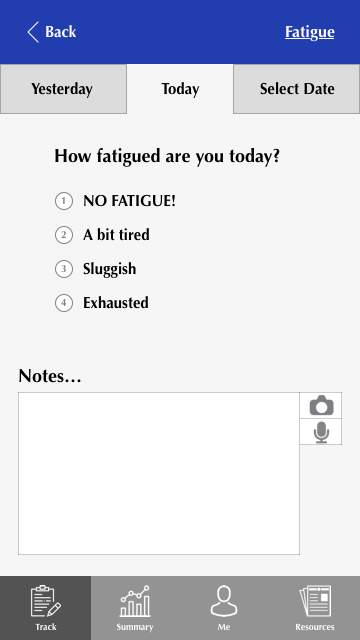 Back
Fatigue
Yesterday
Today
Select Date
How fatigued are you today?
1 NO FATIGUE!
2 A bit tired
3 Sluggish
4 Exhausted
Notes...
Track
Summary
Me
Resources